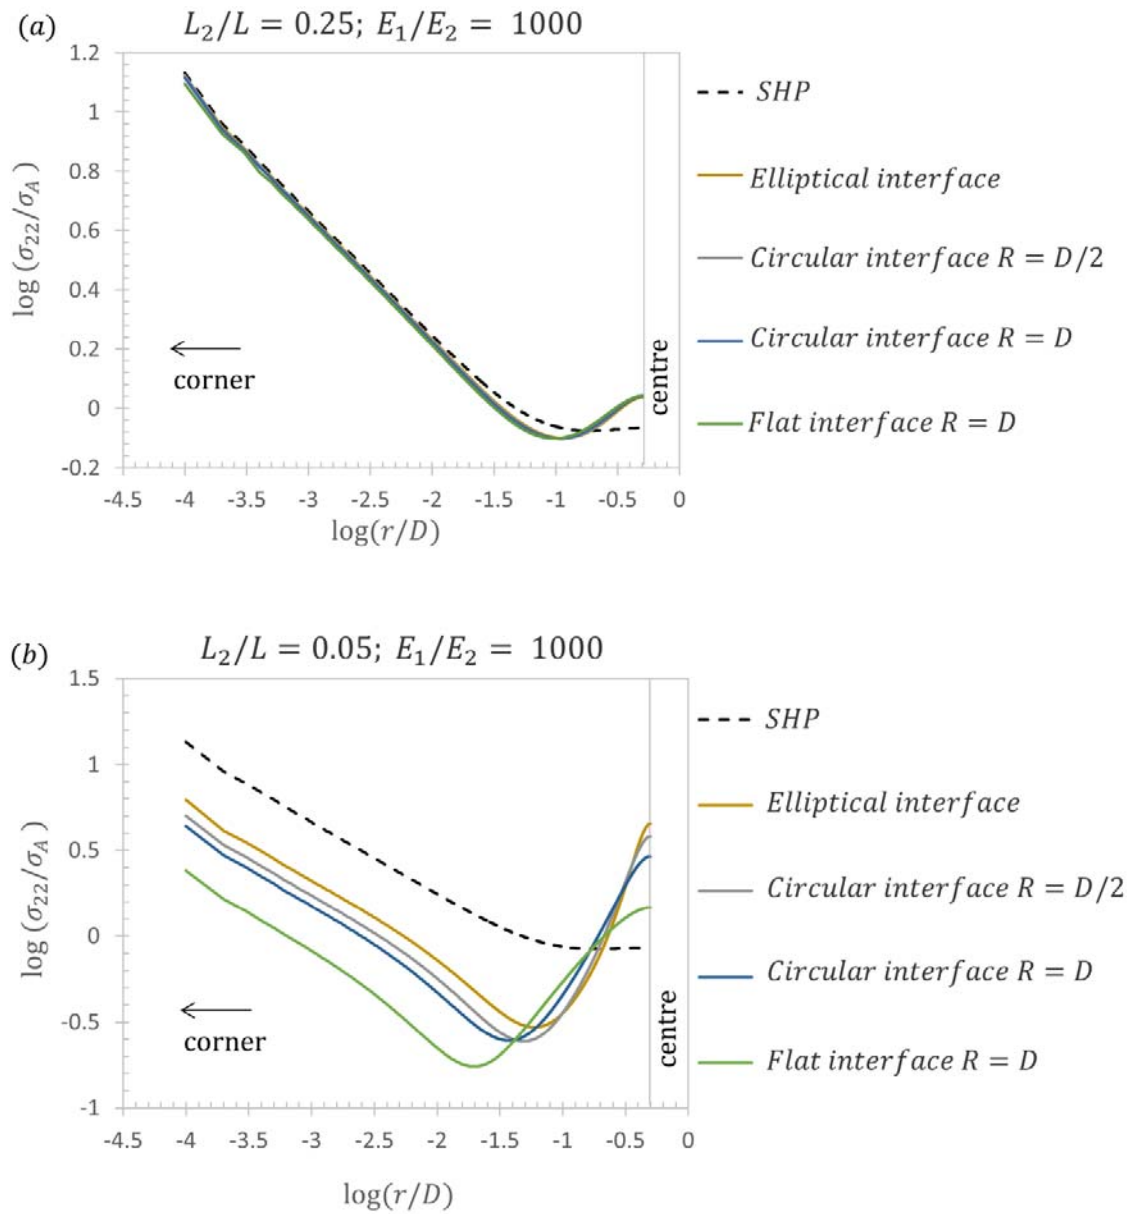 (a)
L₂/L = 0.25; E₁/E₂ = 1000
1.2
1
0.8
0.6
0.4
0.2
0
-0.2
log (σ₂₂/σ_A)
-4.5 -4 -3.5 -3 -2.5 -2 -1.5 -1 -0.5 0
log(r/D)
corner
centre
SHP
Elliptical interface
Circular interface R = D/2
Circular interface R = D
Flat interface R = D
(b)
L₂/L = 0.05; E₁/E₂ = 1000
1.5
1
0.5
0
-0.5
-1
log (σ₂₂/σ_A)
-4.5 -4 -3.5 -3 -2.5 -2 -1.5 -1 -0.5 0
log(r/D)
corner
centre
SHP
Elliptical interface
Circular interface R = D/2
Circular interface R = D
Flat interface R = D